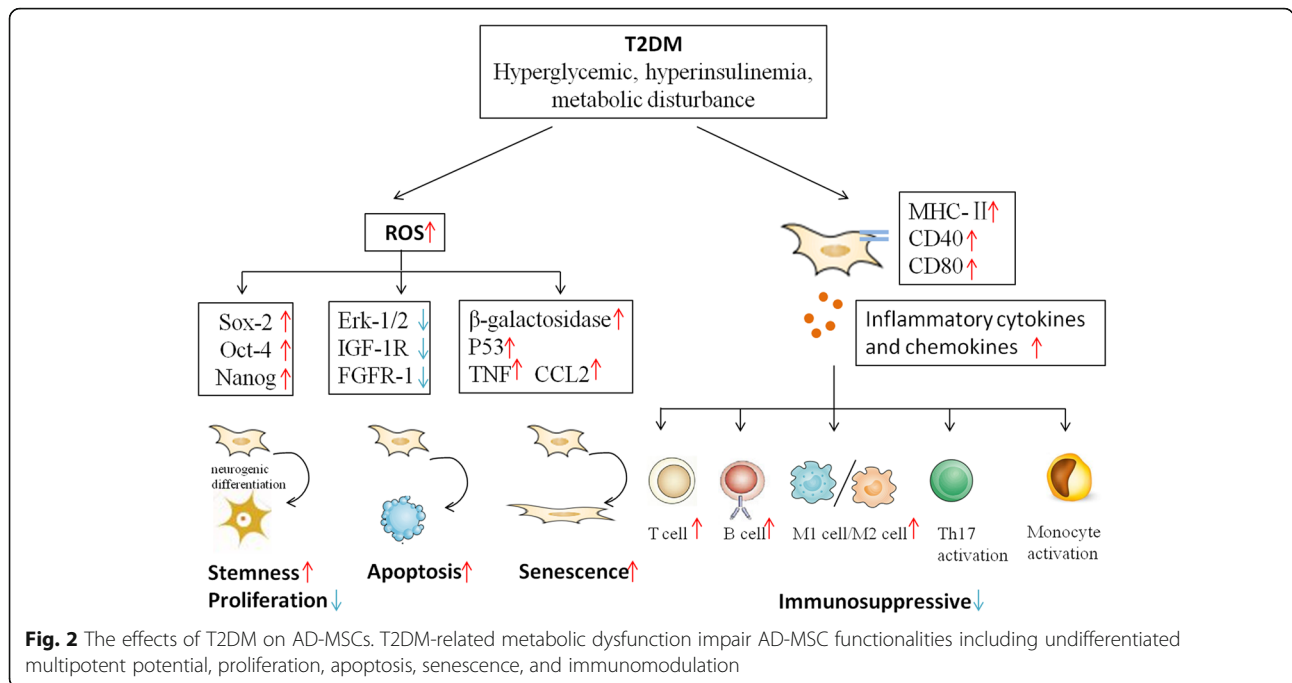 T2DM
Hyperglycemic, hyperinsulinemia,
metabolic disturbance
ROS↑
Sox-2 ↑
Oct-4 ↑
Nanog ↑
Erk-1/2 ↓
IGF-1R ↓
FGFR-1 ↓
β-galactosidase ↑
P53↑
TNF↑ CCL2↑
neurogenic
differentiation
Stemness↑
Proliferation↓
Apoptosis↑
Senescence↑
MHC-Ⅱ↑
CD40 ↑
CD80 ↑
Inflammatory cytokines
and chemokines ↑
T cell ↑
B cell↑
M1 cell/M2 cell ↑
Th17
activation
Monocyte
activation
Immunosuppressive↓
Fig. 2 The effects of T2DM on AD-MSCs. T2DM-related metabolic dysfunction impair AD-MSC functionalities including undifferentiated
multipotent potential, proliferation, apoptosis, senescence, and immunomodulation